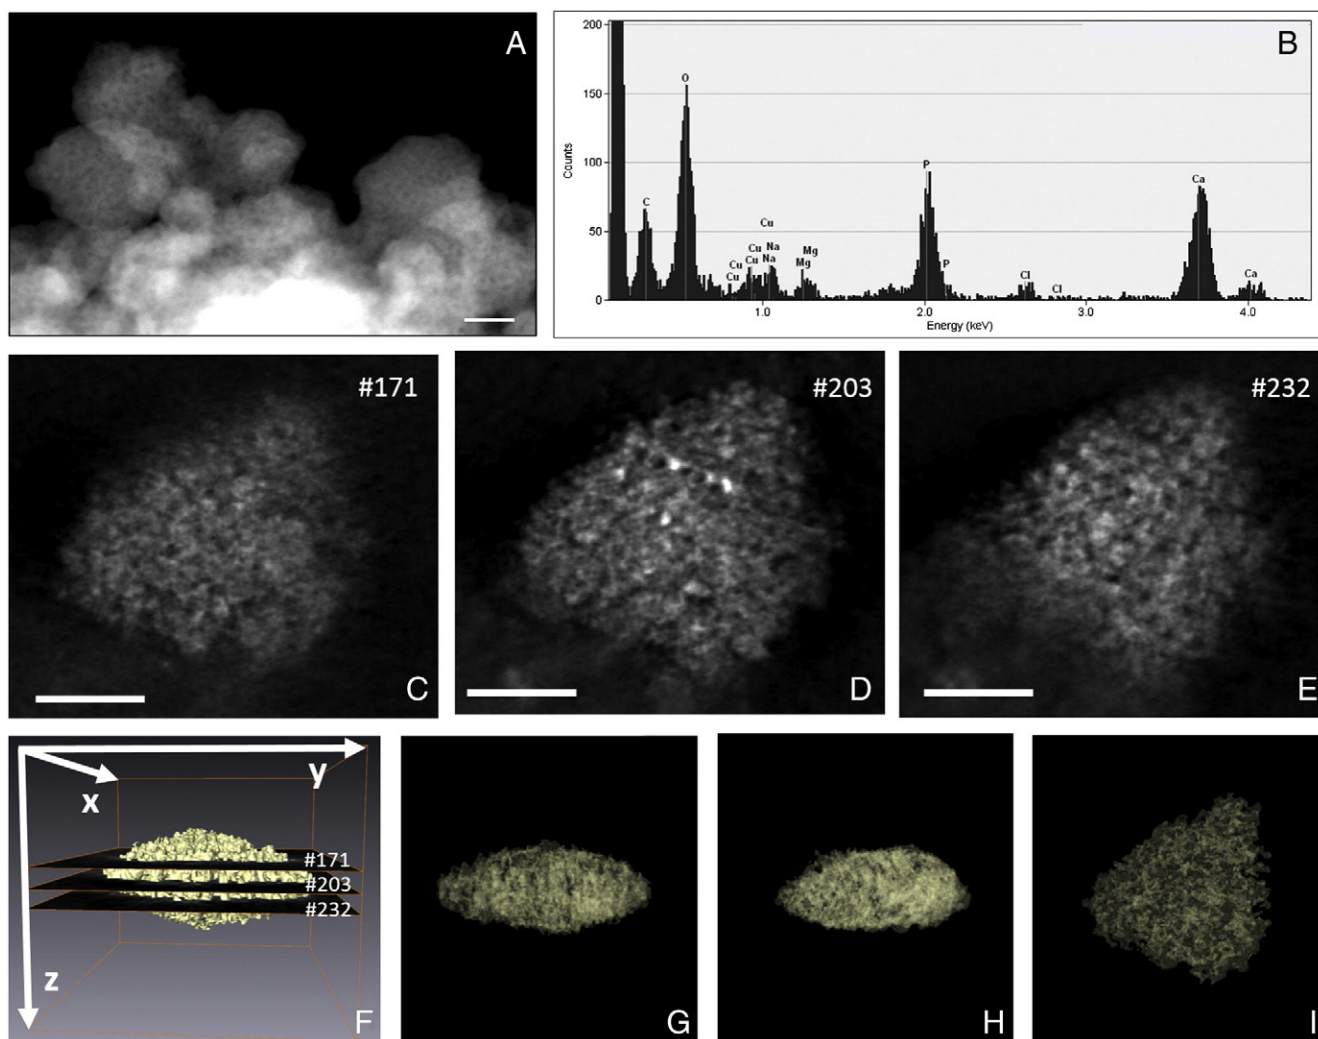 A
B
200
150
100
50
0
Counts
O
C
Cu
Cu Na Mg
Cu Cu Na Mg
Cu
P
P
Cl
Cl
Ca
Ca
1.0 2.0 3.0 4.0
Energy (keV)
#171
C
#203
D
#232
E
x
y
z
#171
#203
#232
F
G
H
I